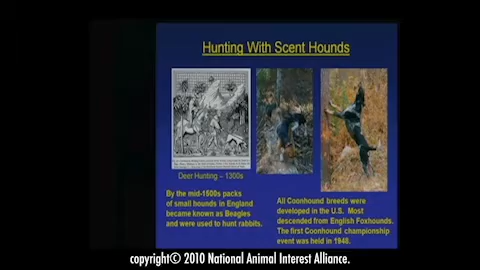 Hunting With Scent Hounds
Deer Hunting – 1300s
By the mid-1500s packs
of small hounds in England
became known as Beagles
and were used to hunt rabbits.
All Coonhound breeds were
developed in the U.S. Most
descended from English Foxhounds.
The first Coonhound championship
event was held in 1948.
copyright© 2010 National Animal Interest Alliance.